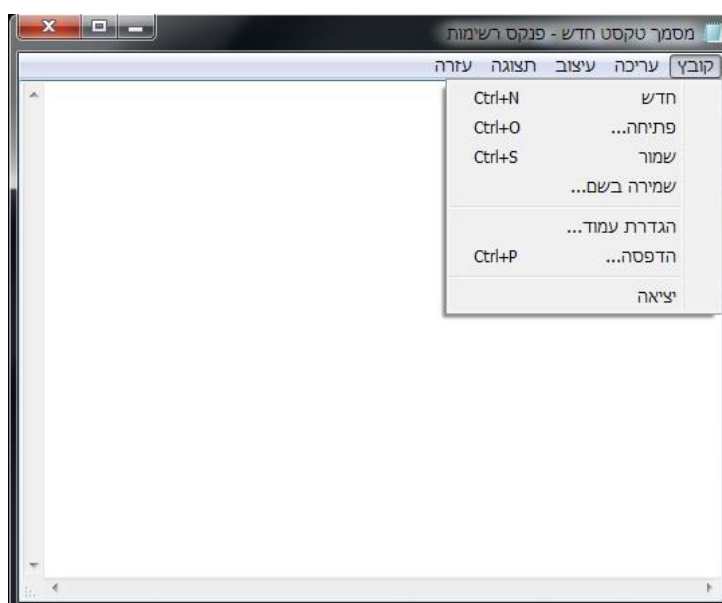 מסמך טקסט חדש - פנקס רשימות
קובץ עריכה עיצוב תצוגה עזרה
חדש Ctrl+N
פתיחה... Ctrl+O
שמור Ctrl+S
שמירה בשם...
הגדרת עמוד...
הדפסה... Ctrl+P
יציאה